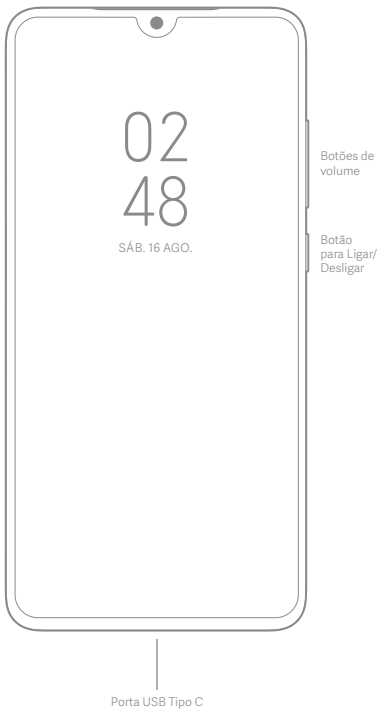 02
48
SÁB. 16 AGO.
Botões de
volume
Botão
para Ligar/
Desligar
Porta USB Tipo C